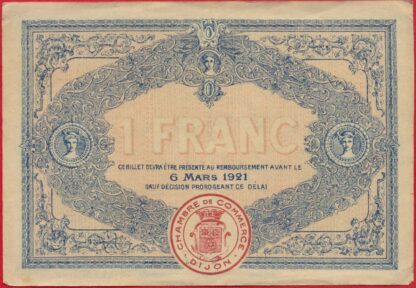 1 FRANC
CE BILLET DEVRA ÊTRE PRÉSENTÉ AU REMBOURSEMENT AVANT LE
6 MARS 1921
SAUF DÉCISION PROROGEANT CE DÉLAI
CHAMBRE DE COMMERCE
DIJON